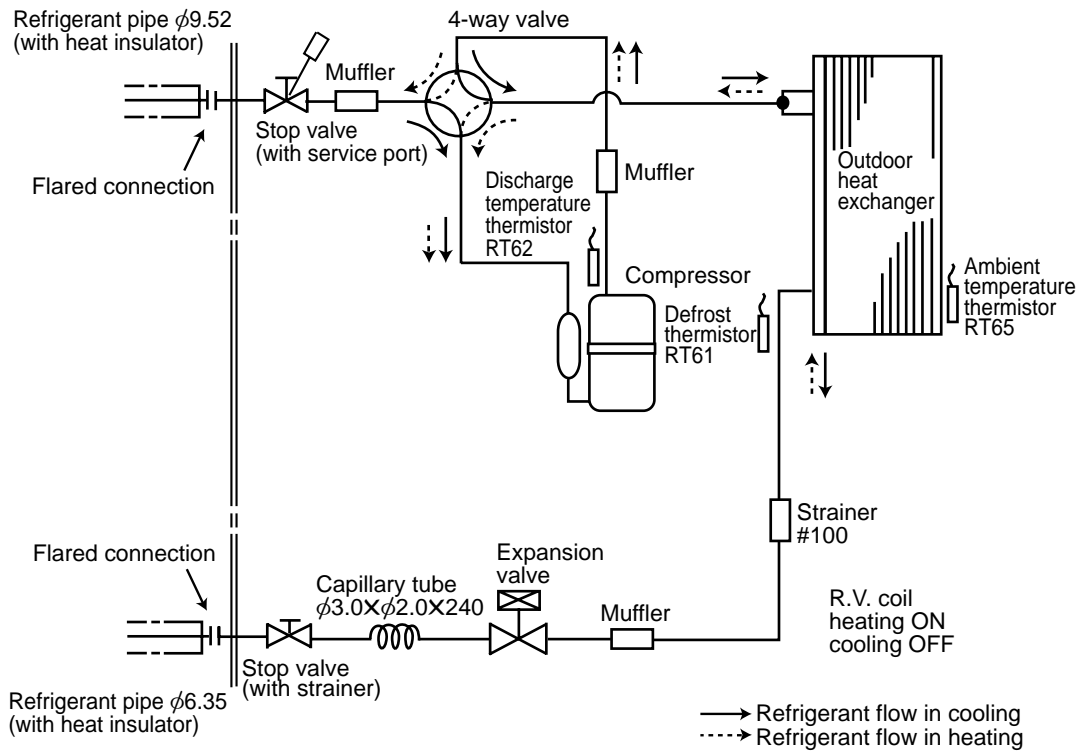 Refrigerant pipe ϕ9.52
(with heat insulator)
4-way valve
Muffler
Stop valve
(with service port)
Flared connection
Discharge
temperature
thermistor
RT62
Muffler
Outdoor
heat
exchanger
Compressor
Defrost
thermistor
RT61
Ambient
temperature
thermistor
RT65
Strainer
#100
Flared connection
Capillary tube
ϕ3.0×ϕ2.0×240
Expansion
valve
Muffler
R.V. coil
heating ON
cooling OFF
Stop valve
(with strainer)
Refrigerant pipe ϕ6.35
(with heat insulator)
Refrigerant flow in cooling
Refrigerant flow in heating